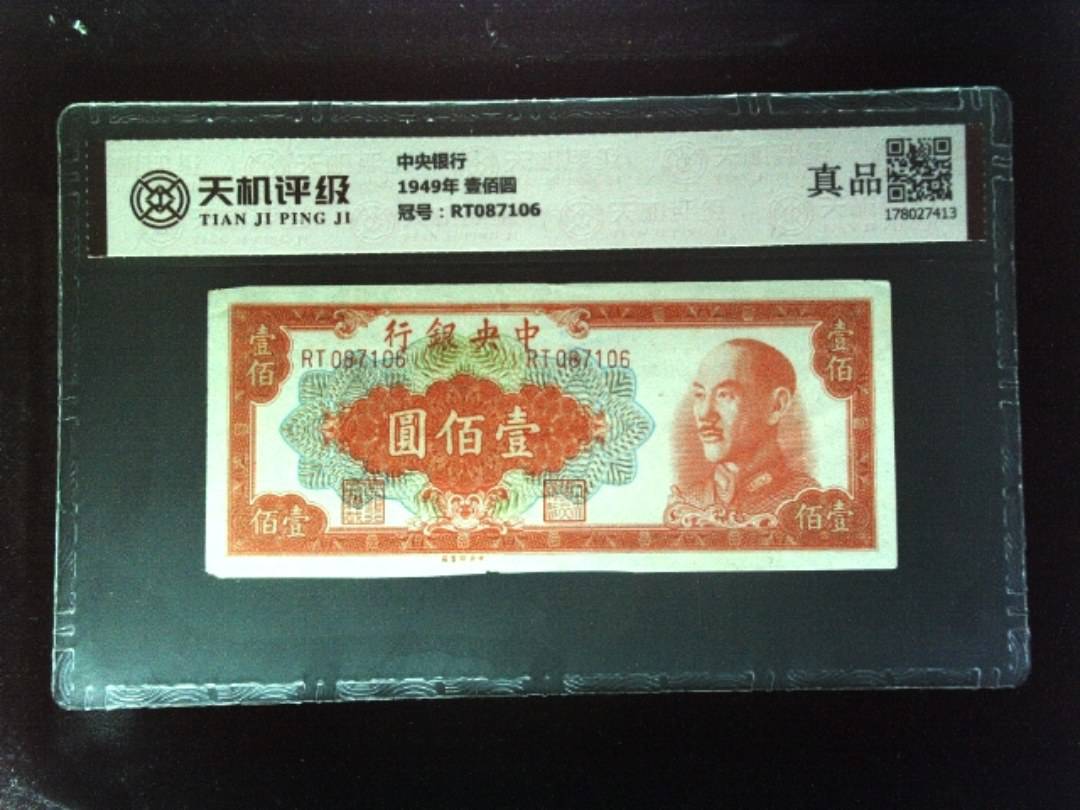 天机评级
TIAN JI PING JI
中央银行
1949年 壹佰圆
冠号：RT087106
真品
178027413
行銀央中
RT087106 RT087106
壹佰
壹佰
圓佰壹
佰壹
佰壹